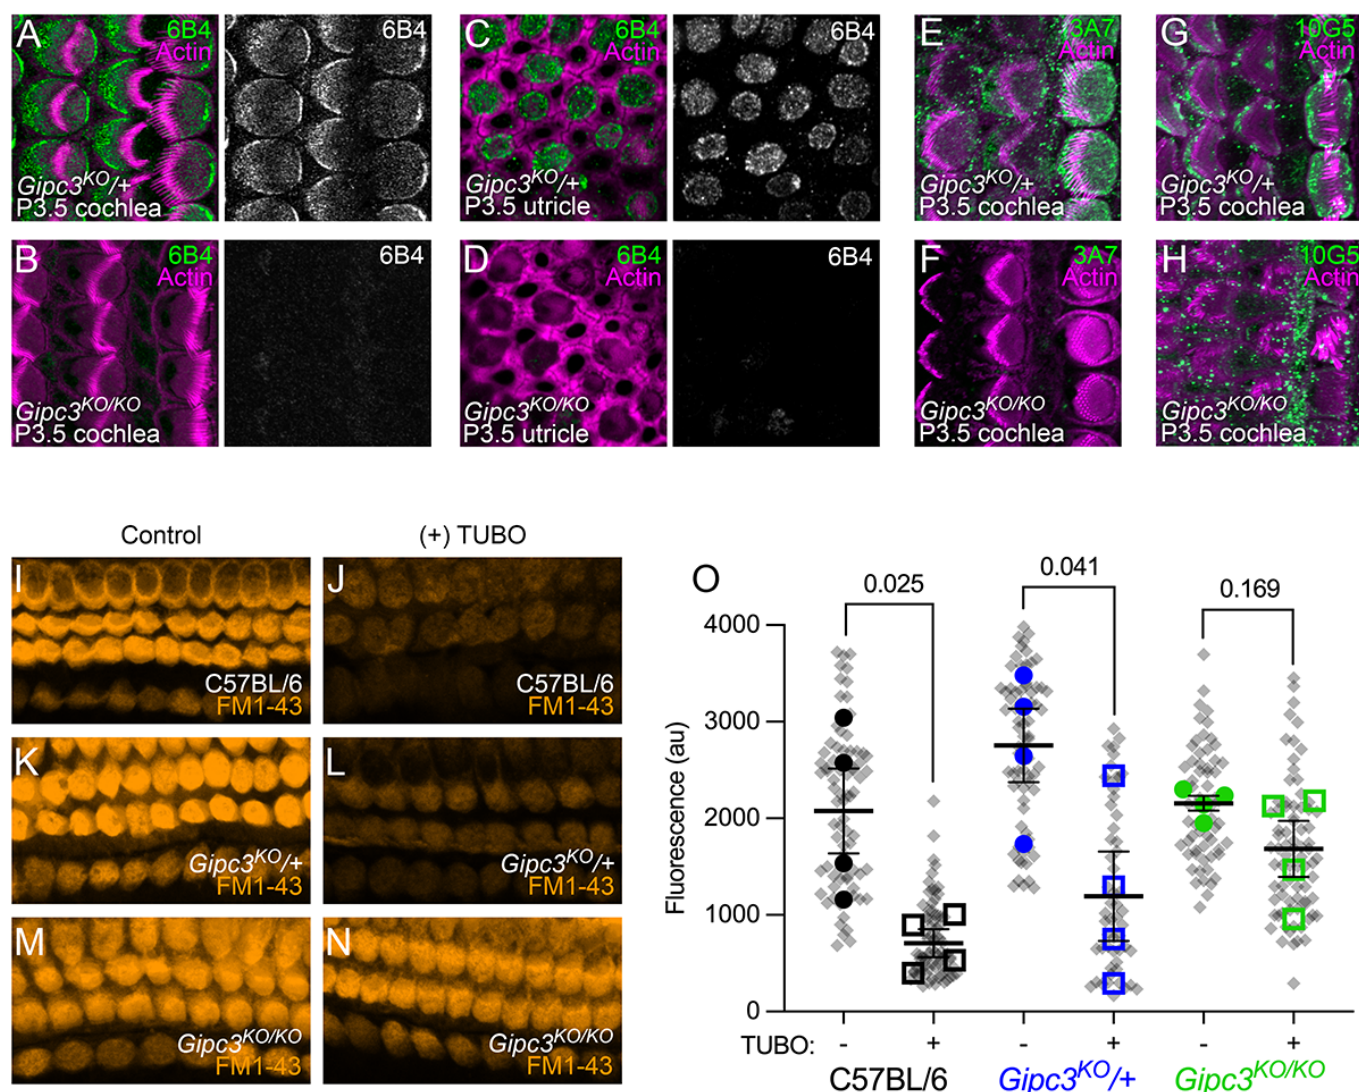 A
6B4
Actin
Gipc3KO/+
P3.5 cochlea
6B4
C
6B4
Actin
Gipc3KO/+
P3.5 utricle
6B4
E
3A7
Actin
Gipc3KO/+
P3.5 cochlea
G
10G5
Actin
Gipc3KO/+
P3.5 cochlea
B
6B4
Actin
Gipc3KO/KO
P3.5 cochlea
6B4
D
6B4
Actin
Gipc3KO/KO
P3.5 utricle
6B4
F
3A7
Actin
Gipc3KO/KO
P3.5 cochlea
H
10G5
Actin
Gipc3KO/KO
P3.5 cochlea
Control
(+) TUBO
I
C57BL/6
FM1-43
J
C57BL/6
FM1-43
K
Gipc3KO/+
FM1-43
L
Gipc3KO/+
FM1-43
M
Gipc3KO/KO
FM1-43
N
Gipc3KO/KO
FM1-43
O
0.025
0.041
0.169
Fluorescence (au)
4000
3000
2000
1000
0
TUBO: - + - + - +
C57BL/6 Gipc3KO/+ Gipc3KO/KO